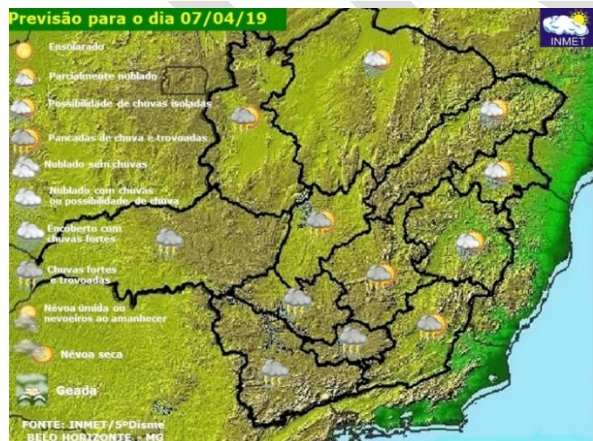 Previsão para o dia 07/04/19
INMET
Ensolarado
Parcialmente nublado
Possibilidade de chuvas isoladas
Pancadas de chuva e trovoadas
Nublado sem chuvas
Nublado com chuvas
ou possibilidade de chuva
Encoberto com
chuvas fortes
Chuvas fortes
e trovoadas
Névoa úmida ou
nevoeiros ao amanhecer
Névoa seca
Geada
FONTE: INMET/5ºDisme
BELO HORIZONTE - MG